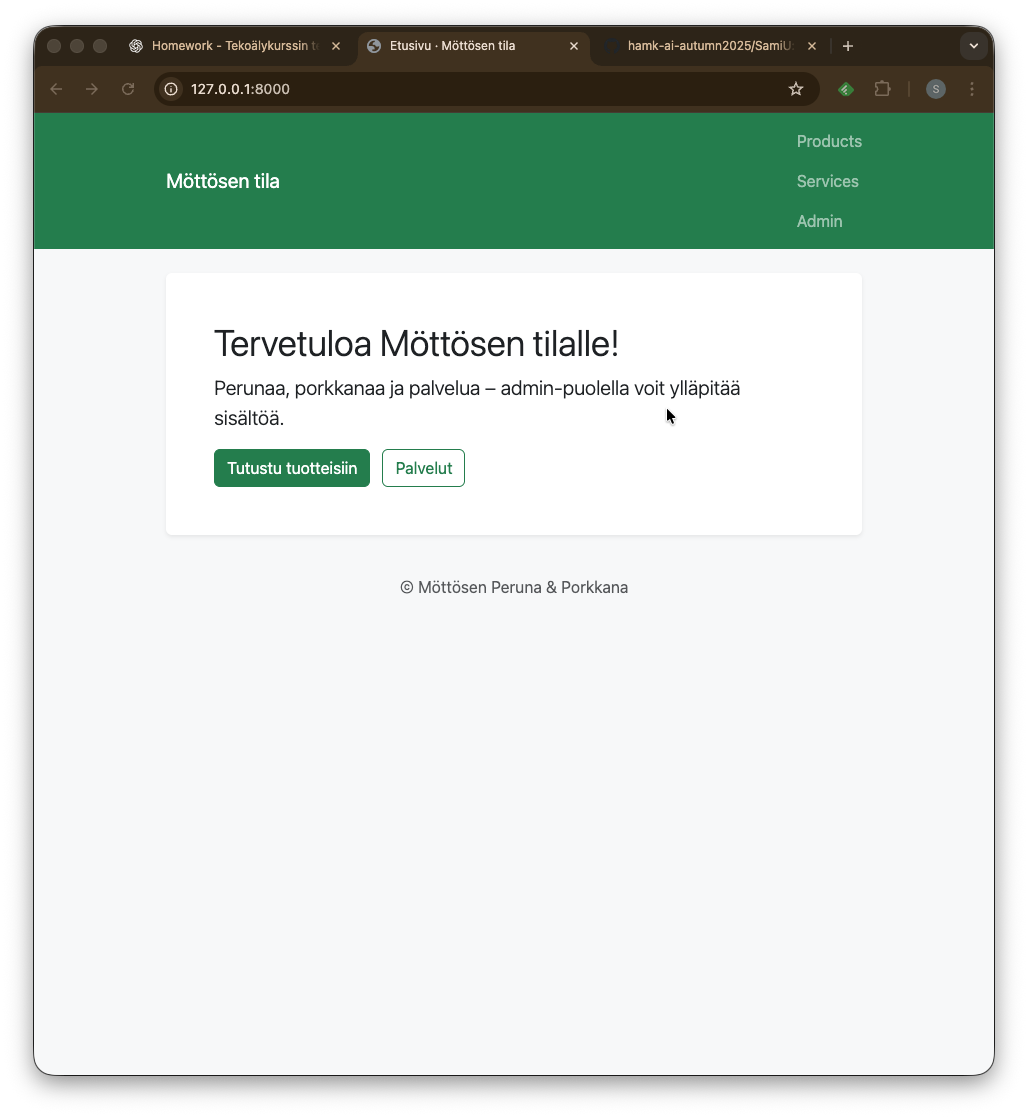 Homework - Tekoälykurssin t
Etusivu · Möttösen tila
hamk-ai-autumn2025/SamiU
127.0.0.1:8000
S
Products
Möttösen tila
Services
Admin
Tervetuloa Möttösen tilalle!
Perunaa, porkkanaa ja palvelua – admin-puolella voit ylläpitää
sisältöä.
Tutustu tuotteisiin
Palvelut
© Möttösen Peruna & Porkkana